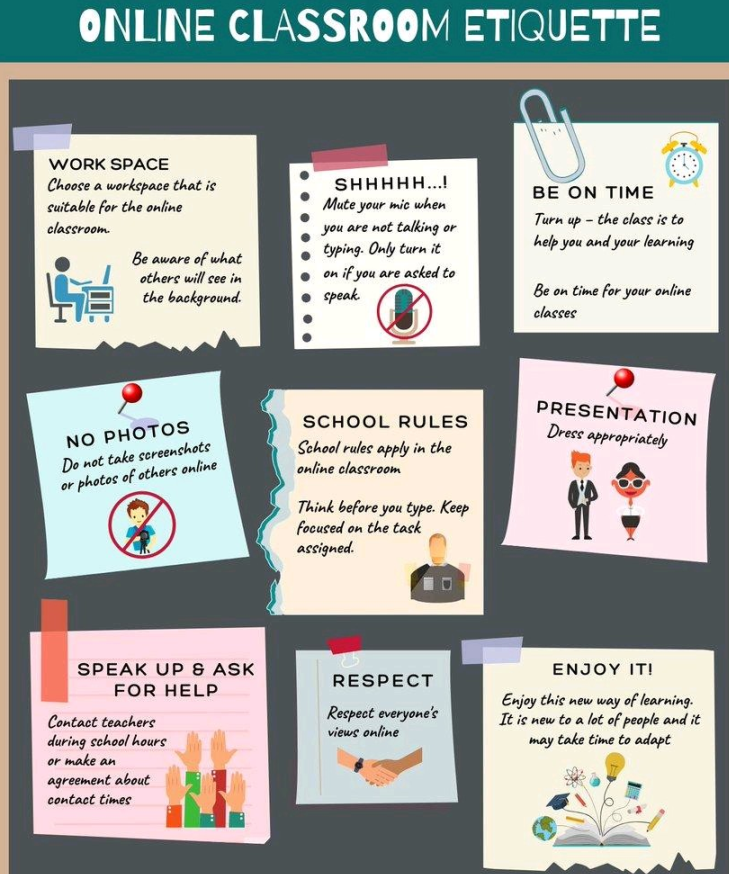 ONLINE CLASSROOM ETIQUETTE
WORK SPACE
Choose a workspace that is
suitable for the online
classroom.
Be aware of what
others will see in
the background.
SHHHHH...!
Mute your mic when
you are not talking or
typing. Only turn it
on if you are asked to
speak.
BE ON TIME
Turn up – the class is to
help you and your learning
Be on time for your online
classes
NO PHOTOS
Do not take screenshots
or photos of others online
SCHOOL RULES
School rules apply in the
online classroom
Think before you type. Keep
focused on the task
assigned.
PRESENTATION
Dress appropriately
SPEAK UP & ASK
FOR HELP
Contact teachers
during school hours
or make an
agreement about
contact times
RESPECT
Respect everyone's
views online
ENJOY IT!
Enjoy this new way of learning.
It is new to a lot of people and it
may take time to adapt